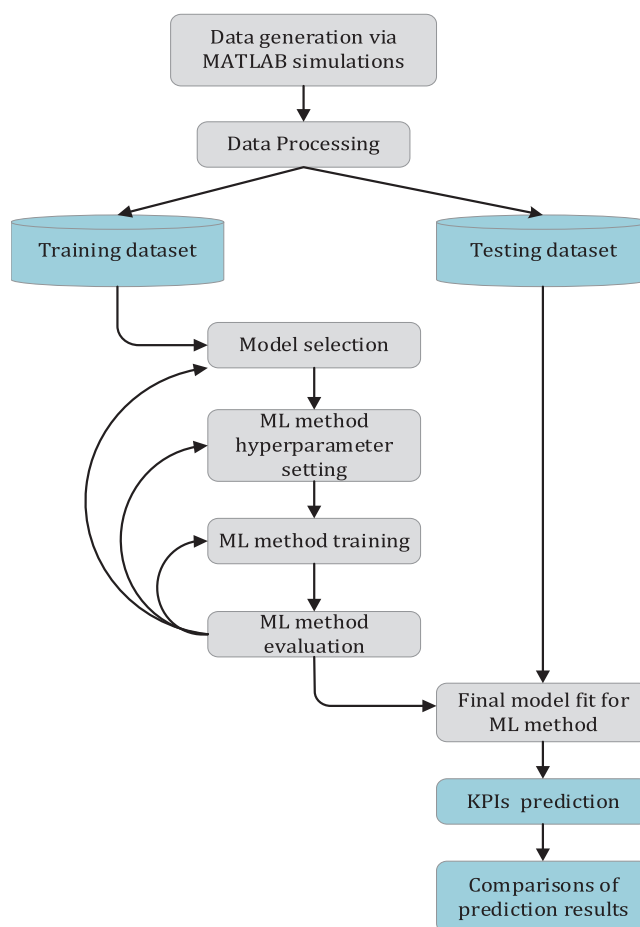 Data generation via
MATLAB simulations
Data Processing
Training dataset
Testing dataset
Model selection
ML method
hyperparameter
setting
ML method training
ML method
evaluation
Final model fit for
ML method
KPIs prediction
Comparisons of
prediction results